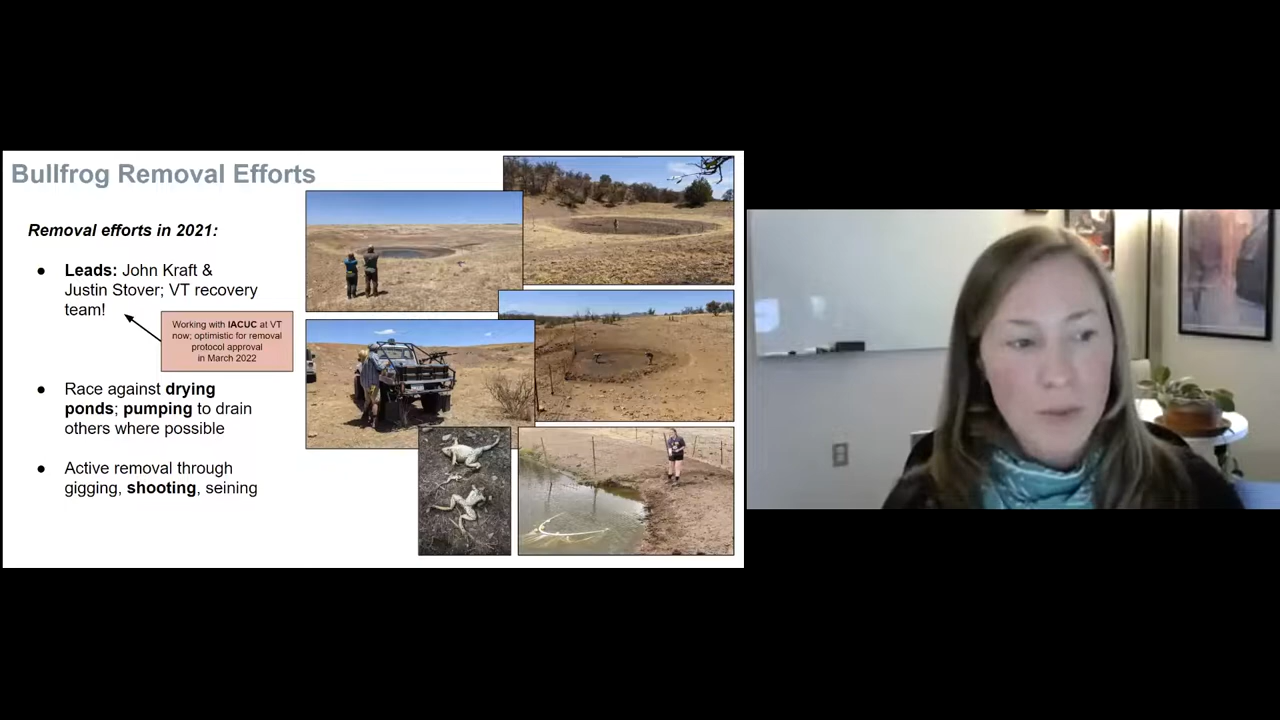 Bullfrog Removal Efforts
Removal efforts in 2021:
● Leads: John Kraft &
Justin Stover; VT recovery
team!
Working with IACUC at VT
now; optimistic for removal
protocol approval
in March 2022
● Race against drying
ponds; pumping to drain
others where possible
● Active removal through
gigging, shooting, seining